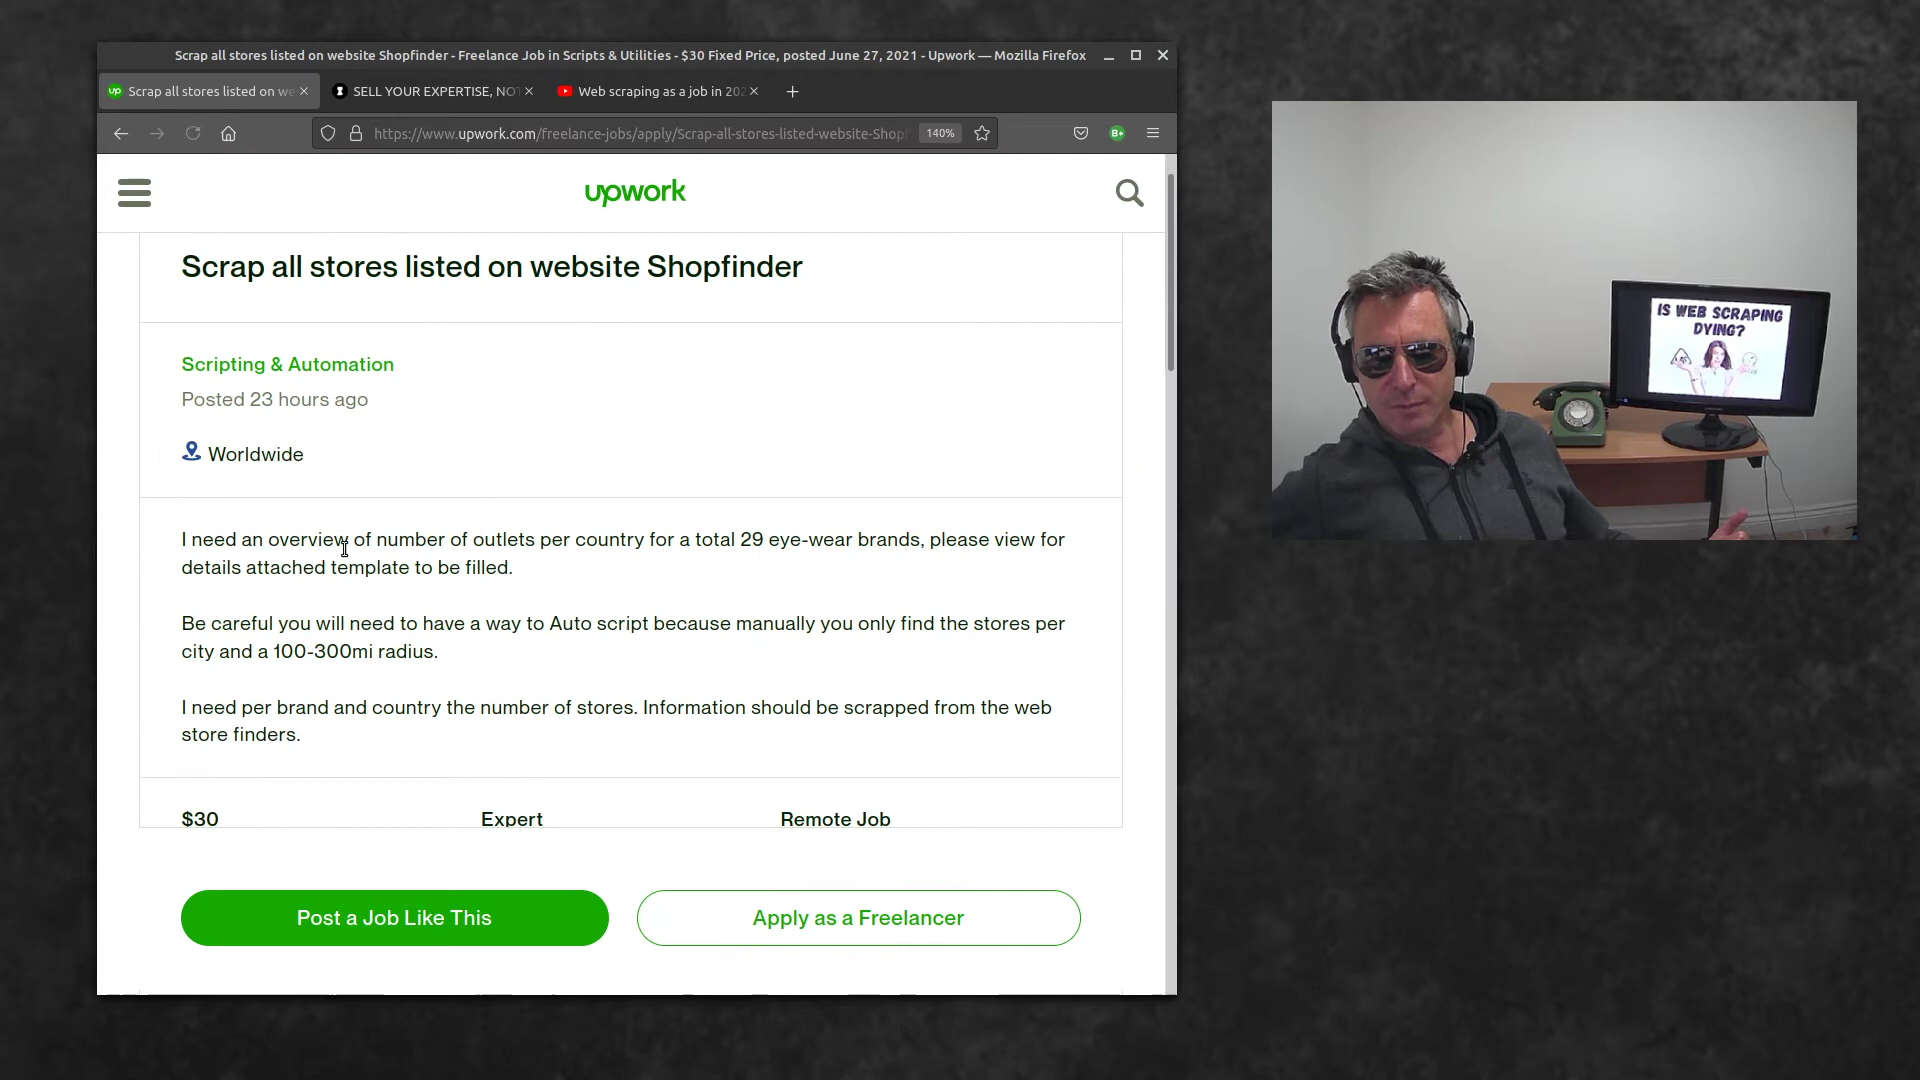 Scrap all stores listed on website Shopfinder - Freelance Job in Scripts & Utilities - $30 Fixed Price, posted June 27, 2021 - Upwork — Mozilla Firefox
up Scrap all stores listed on we
SELL YOUR EXPERTISE, NOT
Web scraping as a job in 202
https://www.upwork.com/freelance-jobs/apply/Scrap-all-stores-listed-website-Shopf
140%
B+
upwork
Scrap all stores listed on website Shopfinder
Scripting & Automation
Posted 23 hours ago
Worldwide
I need an overview of number of outlets per country for a total 29 eye-wear brands, please view for
details attached template to be filled.
Be careful you will need to have a way to Auto script because manually you only find the stores per
city and a 100-300mi radius.
I need per brand and country the number of stores. Information should be scrapped from the web
store finders.
$30
Expert
Remote Job
Post a Job Like This
Apply as a Freelancer
IS WEB SCRAPING
DYING?